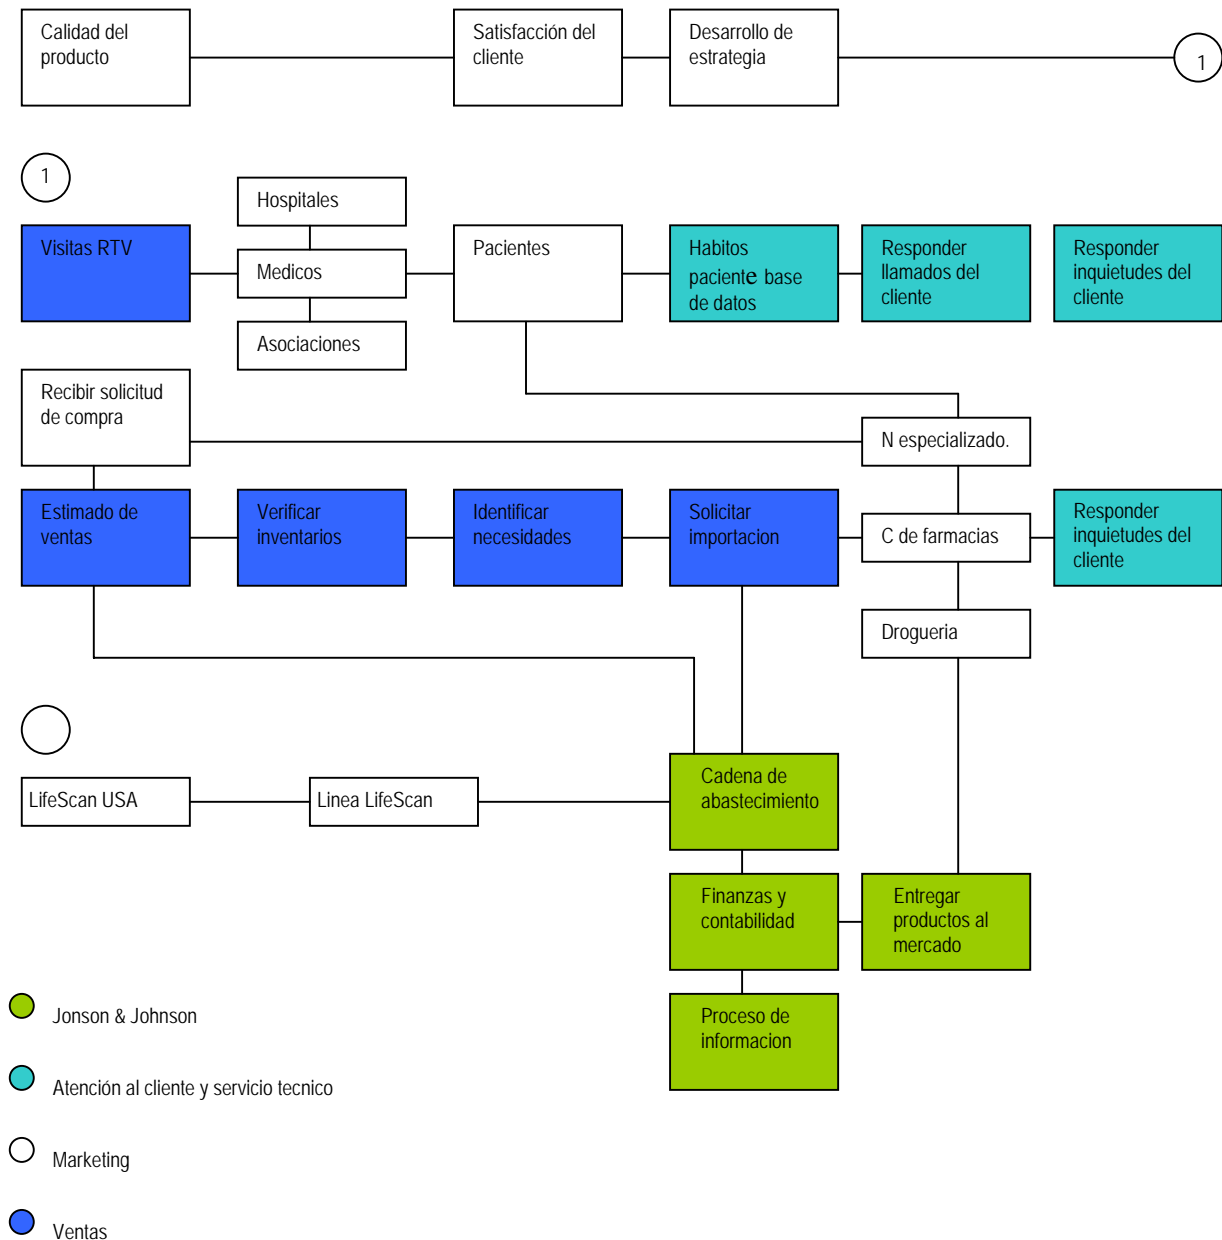 Calidad del
producto
Satisfacción del
cliente
Desarrollo de
estrategia
1
1
Hospitales
Visitas RTV
Medicos
Asociaciones
Pacientes
Habitos
paciente base
de datos
Responder
llamados del
cliente
Responder
inquietudes del
cliente
Recibir solicitud
de compra
N especializado.
Estimado de
ventas
Verificar
inventarios
Identificar
necesidades
Solicitar
importacion
C de farmacias
Responder
inquietudes del
cliente
Drogueria
LifeScan USA
Linea LifeScan
Cadena de
abastecimiento
Finanzas y
contabilidad
Entregar
productos al
mercado
Proceso de
informacion
Jonson & Johnson
Atención al cliente y servicio tecnico
Marketing
Ventas